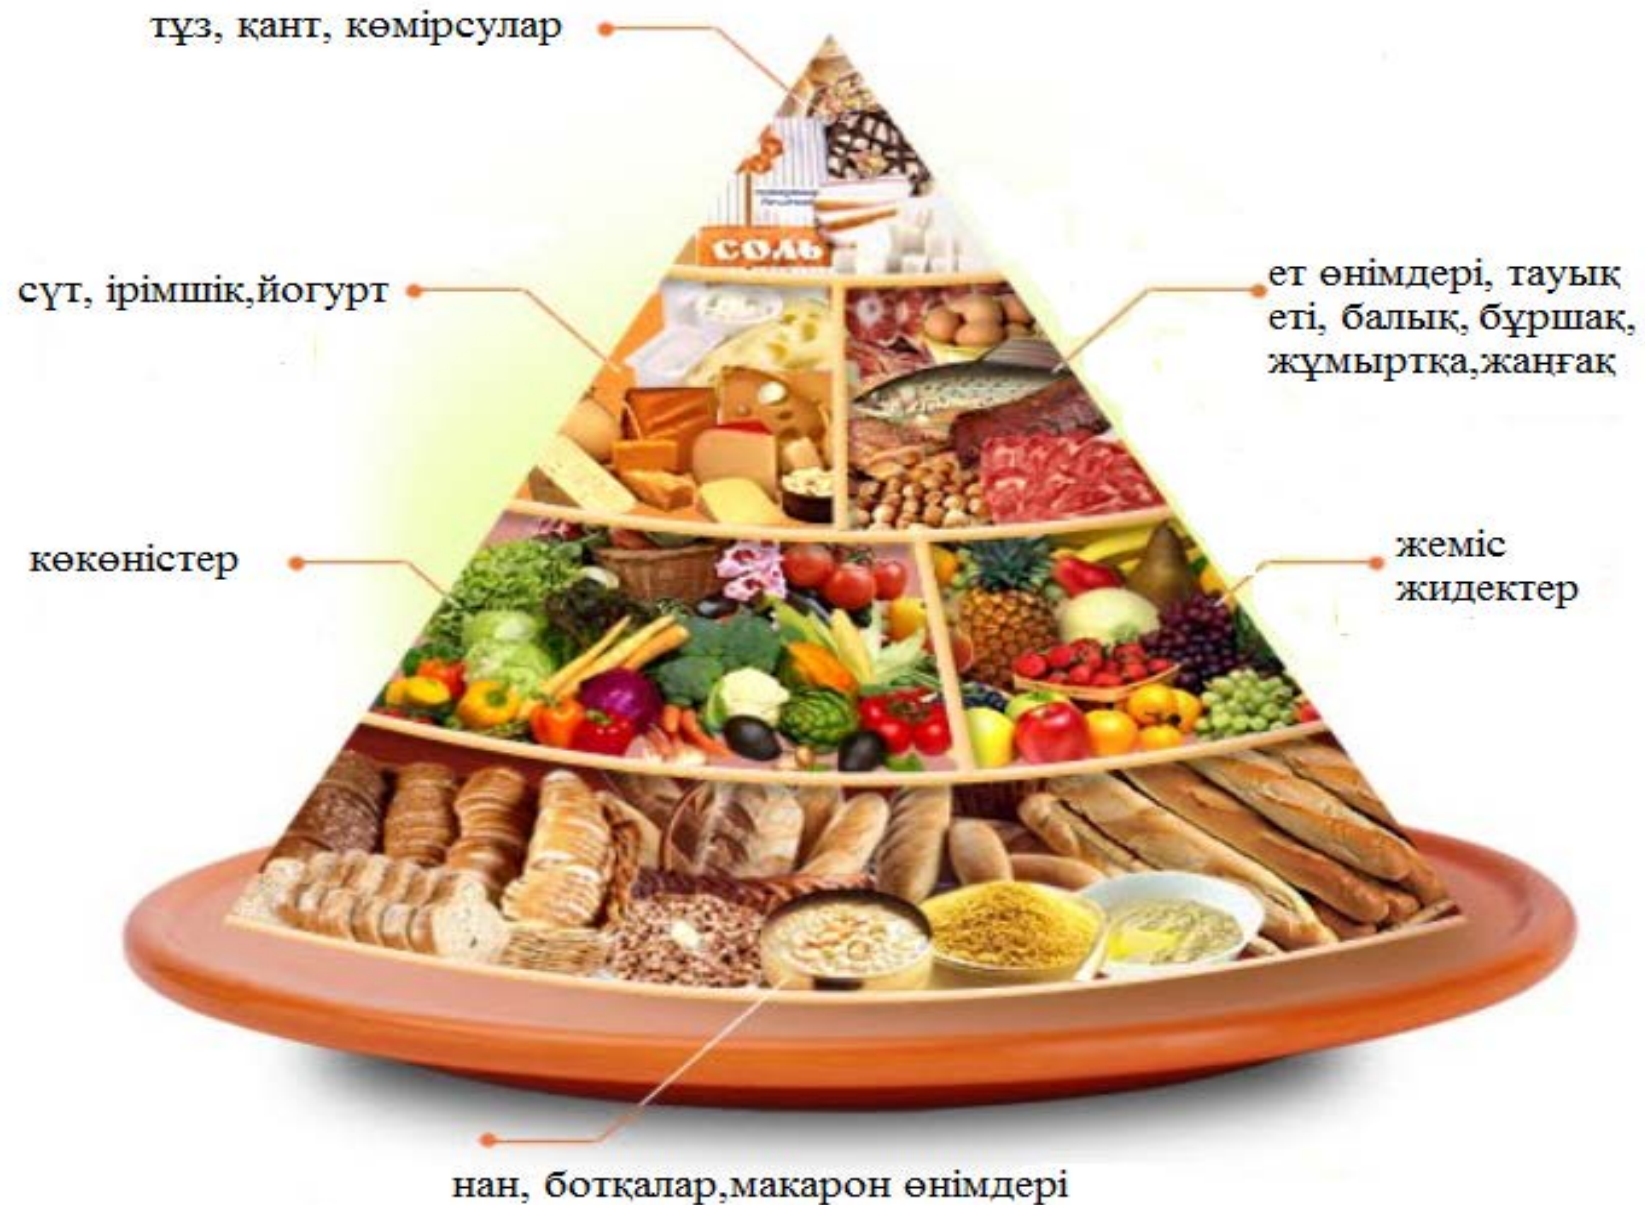 тұз, қант, көмірсулар
СОЛЬ
сүт, ірімшік,йогурт
ет өнімдері, тауық
еті, балық, бұршақ,
жұмыртқа,жаңғақ
көкөністер
жеміс
жидектер
нан, ботқалар,макарон өнімдері